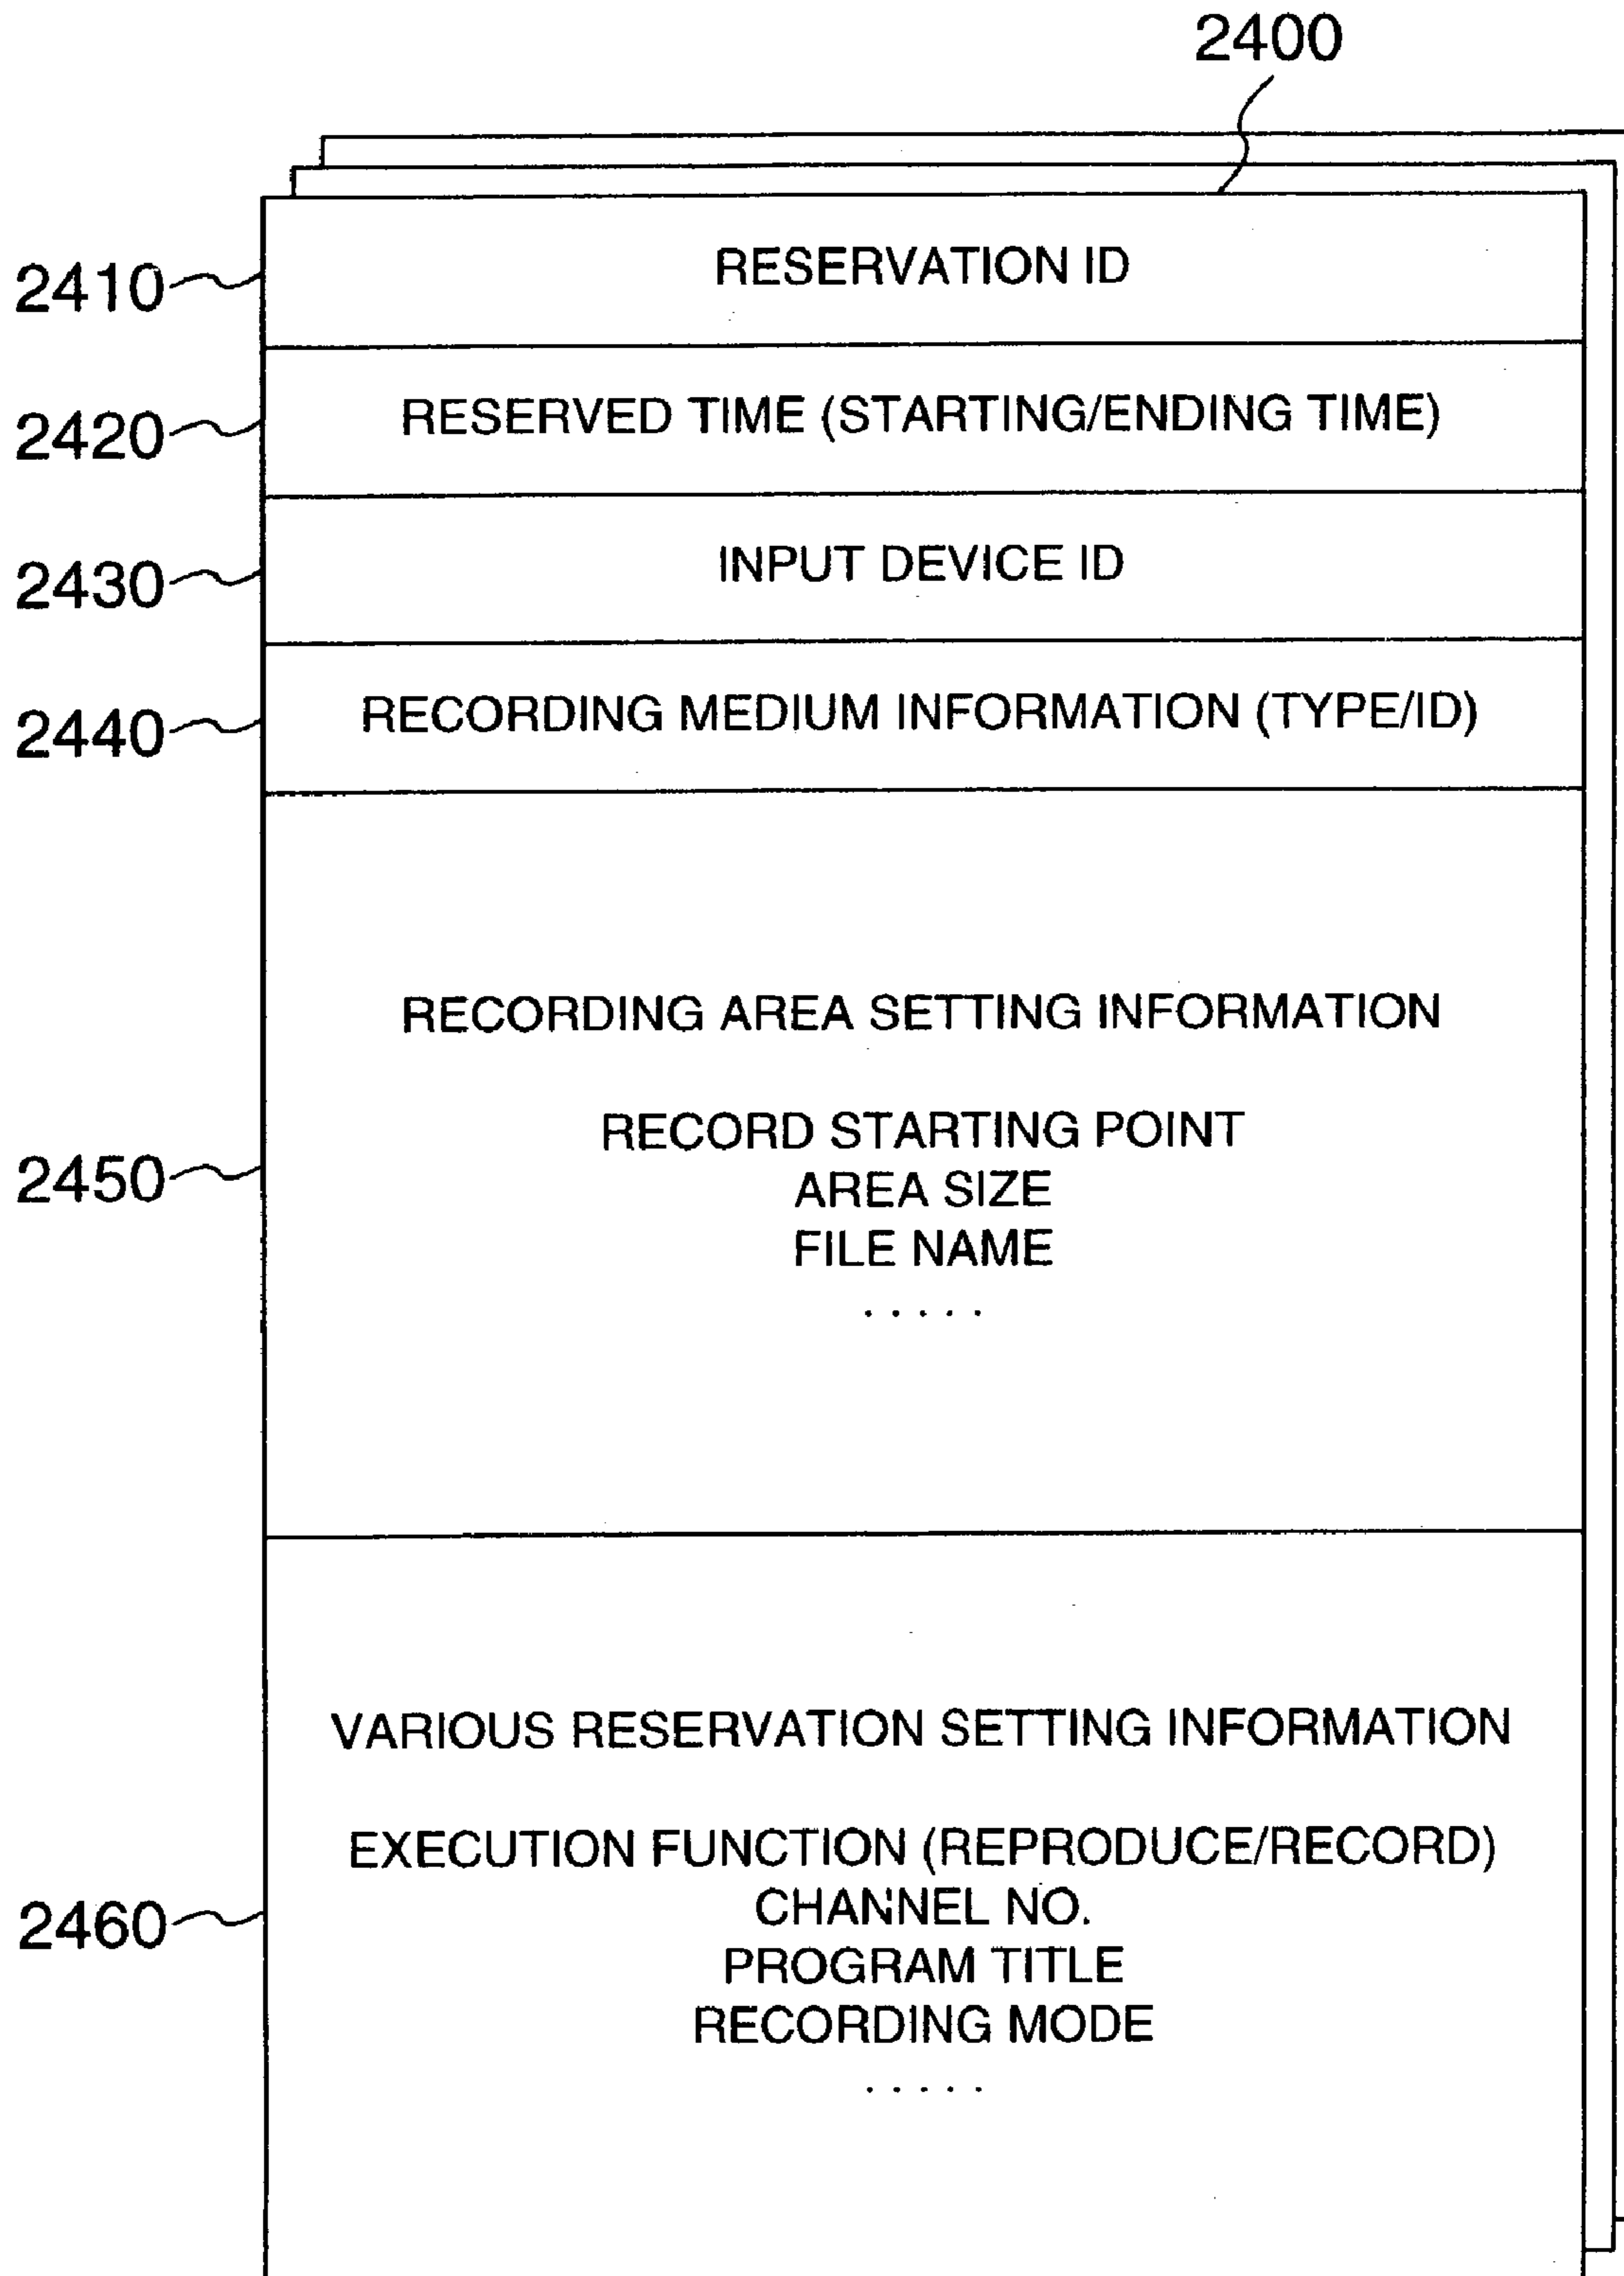 2400
2410
RESERVATION ID
2420
RESERVED TIME (STARTING/ENDING TIME)
2430
INPUT DEVICE ID
2440
RECORDING MEDIUM INFORMATION (TYPE/ID)
RECORDING AREA SETTING INFORMATION
RECORD STARTING POINT
2450
AREA SIZE
FILE NAME
.....
VARIOUS RESERVATION SETTING INFORMATION
EXECUTION FUNCTION (REPRODUCE/RECORD)
2460
CHANNEL NO.
PROGRAM TITLE
RECORDING MODE
.....